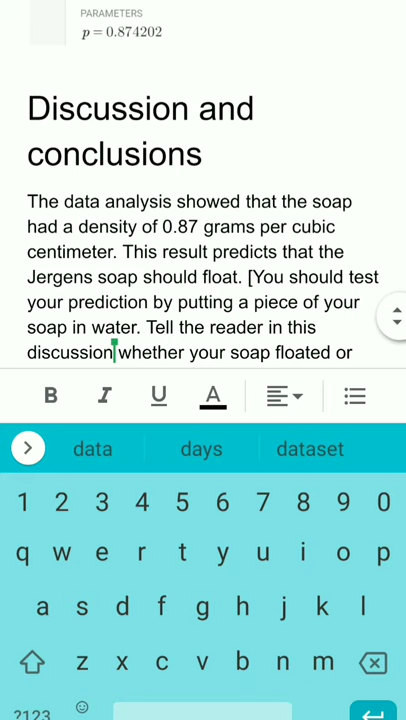 PARAMETERS
p = 0.874202
Discussion and
conclusions
The data analysis showed that the soap
had a density of 0.87 grams per cubic
centimeter. This result predicts that the
Jergens soap should float. [You should test
your prediction by putting a piece of your
soap in water. Tell the reader in this
discussion whether your soap floated or
B I U A
data days dataset
1 2 3 4 5 6 7 8 9 0
q w e r t y u i o p
a s d f g h j k l
z x c v b n m
?123